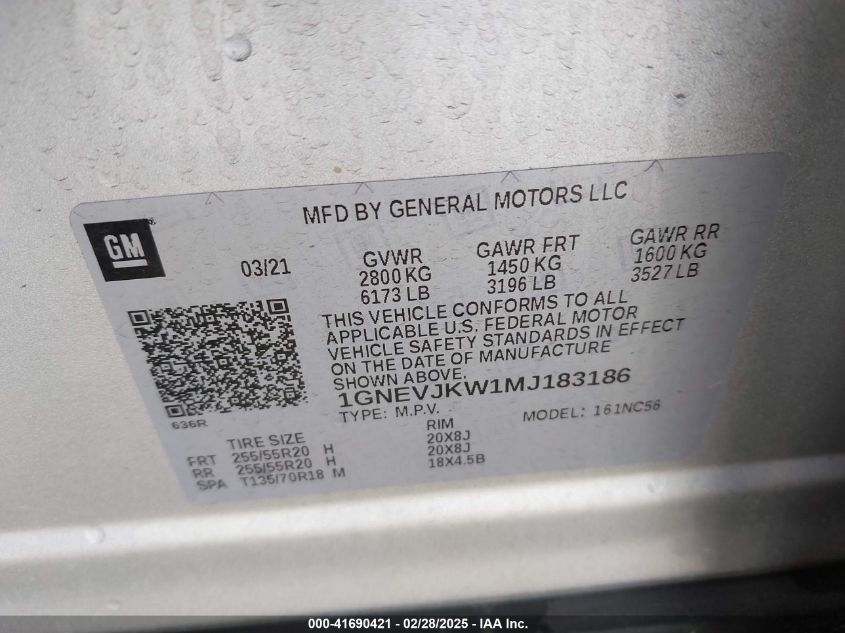 MFD BY GENERAL MOTORS LLC
GM
03/21
GVWR GAWR FRT GAWR RR
2800 KG 1450 KG 1600 KG
6173 LB 3196 LB 3527 LB
THIS VEHICLE CONFORMS TO ALL
APPLICABLE U.S. FEDERAL MOTOR
VEHICLE SAFETY STANDARDS IN EFFECT
ON THE DATE OF MANUFACTURE
SHOWN ABOVE.
1GNEVJKW1MJ183186
TYPE: M.P.V. MODEL: 161NC56
636R
TIRE SIZE RIM
FRT 255/55R20 H 20X8J
RR 255/55R20 H 20X8J
SPA T135/70R18 M 18X4.5B
000-41690421 / 02/28/2025 - IAA Inc.